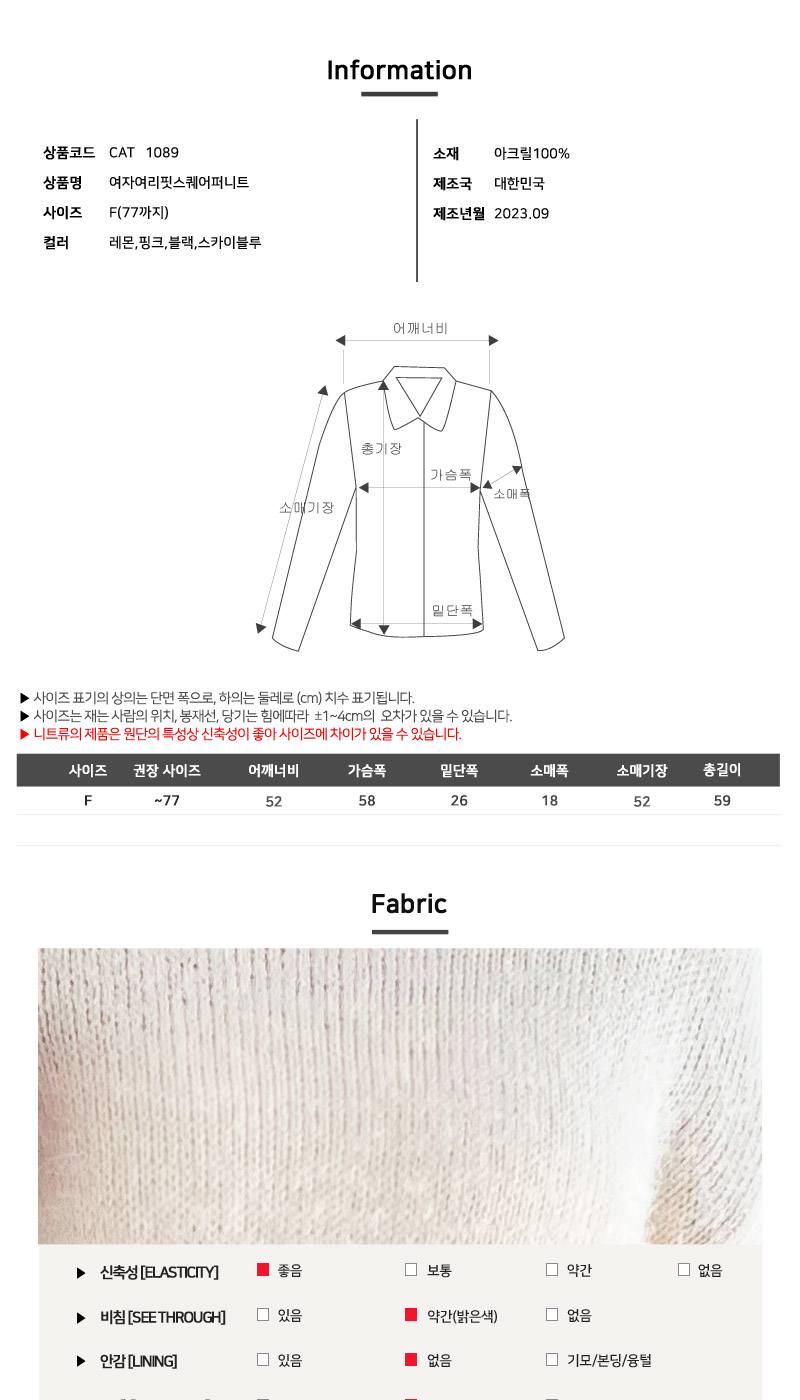 Information
상품코드 CAT 1089
상품명 여자여리핏스퀘어퍼니트
사이즈 F(77까지)
컬러 레몬,핑크,블랙,스카이블루
소재 아크릴100%
제조국 대한민국
제조년월 2023.09
어깨너비
총기장
가슴폭
소매폭
소매기장
밑단폭
▶ 사이즈 표기의 상의는 단면 폭으로, 하의는 둘레로 (cm) 치수 표기됩니다.
▶ 사이즈는 재는 사람의 위치, 봉재선, 당기는 힘에따라 ±1~4cm의 오차가 있을 수 있습니다.
▶ 니트류의 제품은 원단의 특성상 신축성이 좋아 사이즈에 차이가 있을 수 있습니다.
사이즈 권장 사이즈 어깨너비 가슴폭 밑단폭 소매폭 소매기장 총길이
F ~77 52 58 26 18 52 59
Fabric
▶ 신축성 [ELASTICITY] 좋음 보통 약간 없음
▶ 비침 [SEE THROUGH] 있음 약간(밝은색) 없음
▶ 안감 [LINING] 있음 없음 기모/본딩/융털